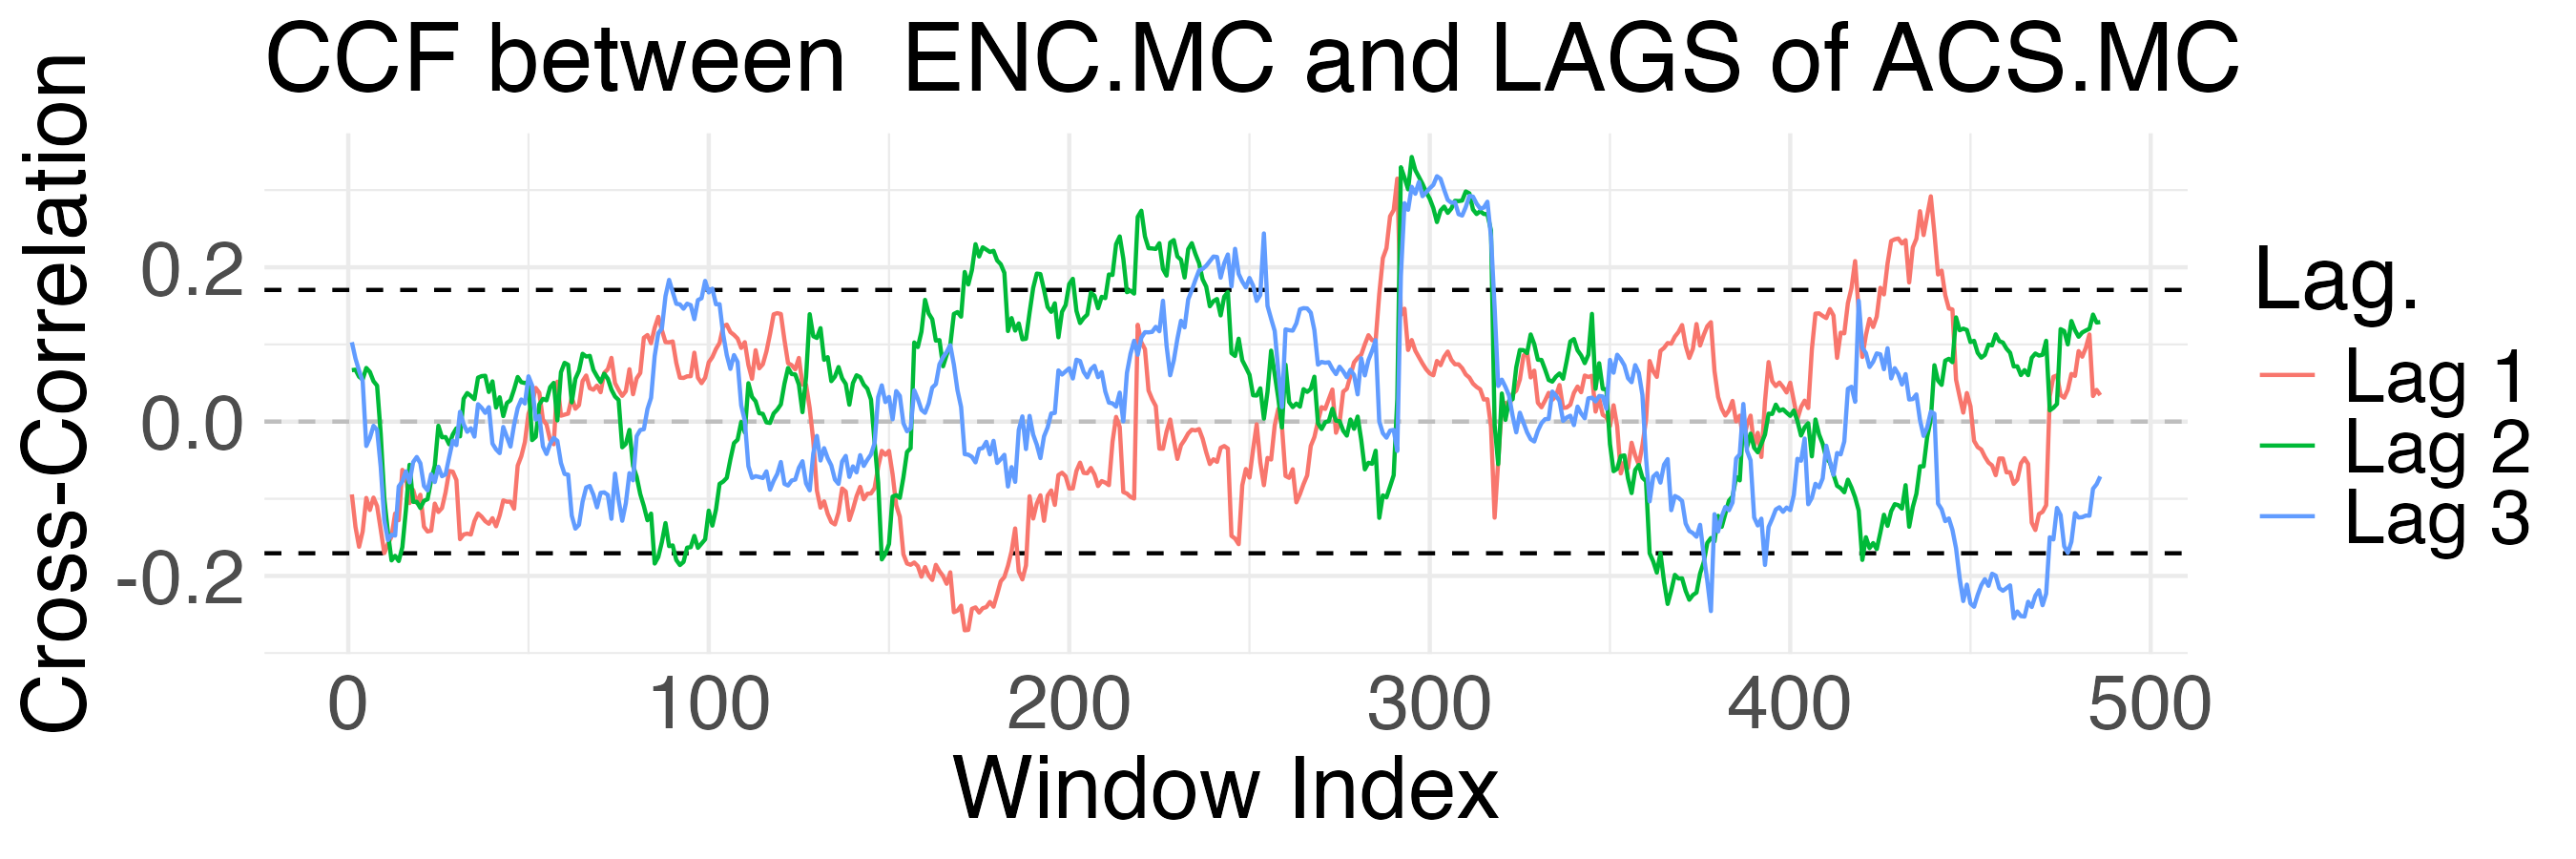 CCF between  ENC.MC and LAGS of ACS.MC
Cross-Correlation
0.2
0.0
-0.2
0 100 200 300 400 500
Window Index
Lag.
Lag 1
Lag 2
Lag 3